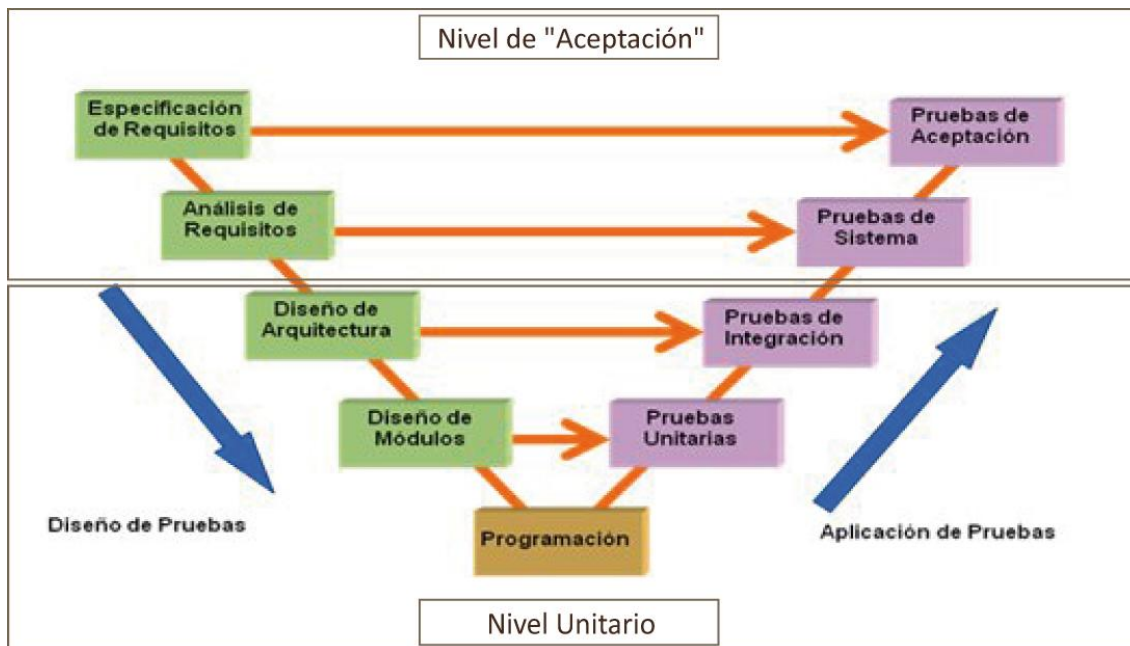 Nivel de "Aceptación"
Especificación
de Requisitos
Pruebas de
Aceptación
Análisis de
Requisitos
Pruebas de
Sistema
Diseño de
Arquitectura
Pruebas de
Integración
Diseño de
Módulos
Pruebas
Unitarias
Diseño de Pruebas
Programación
Aplicación de Pruebas
Nivel Unitario